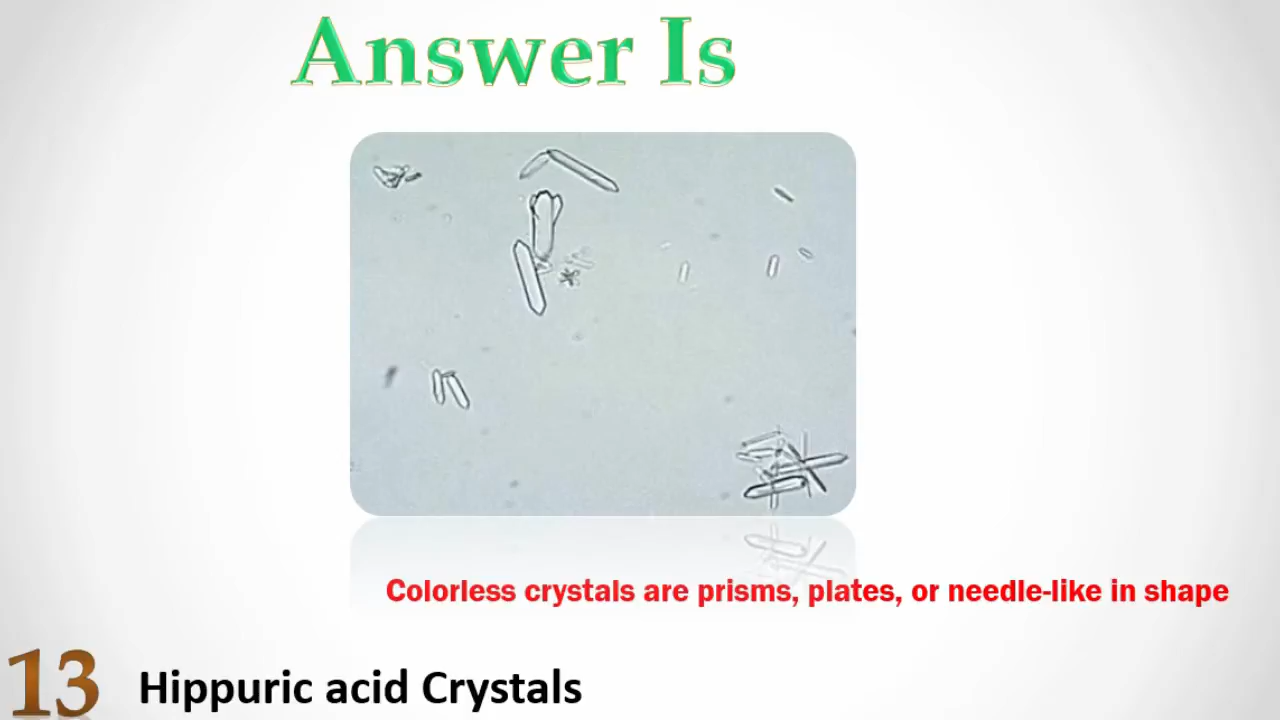 Answer Is
Colorless crystals are prisms, plates, or needle-like in shape
13 Hippuric acid Crystals